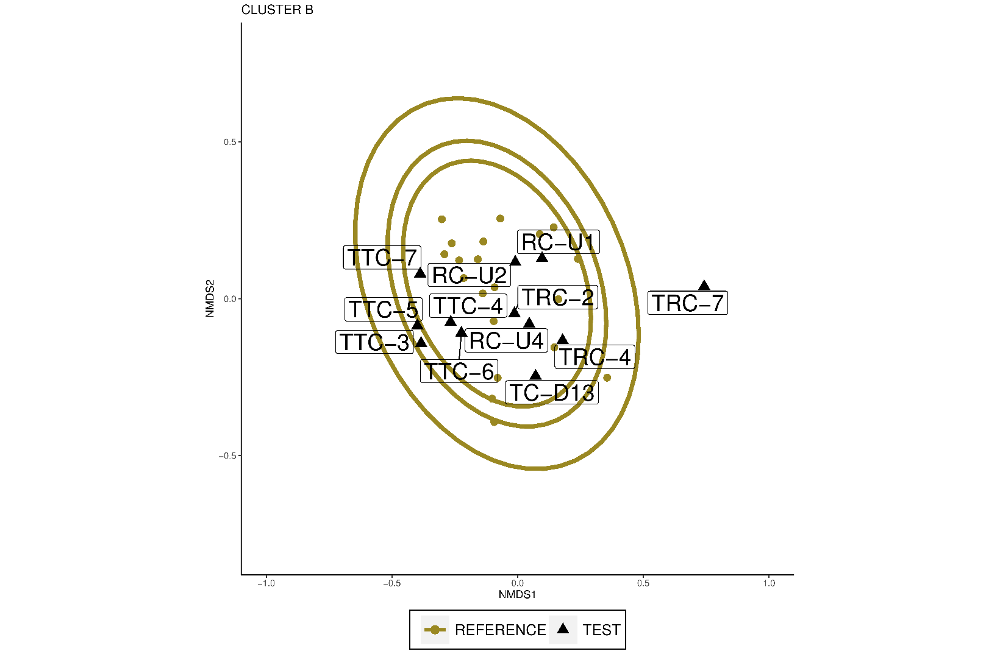 CLUSTER B
NMDS2
0.5
0.0
−0.5
RC−U1
TTC−7
RC−U2
TRC−2
TRC−7
TTC−4
TTC−5
RC−U4
TTC−3
TRC−4
TTC−6
TC−D13
−1.0 −0.5 0.0 0.5 1.0
NMDS1
REFERENCE TEST